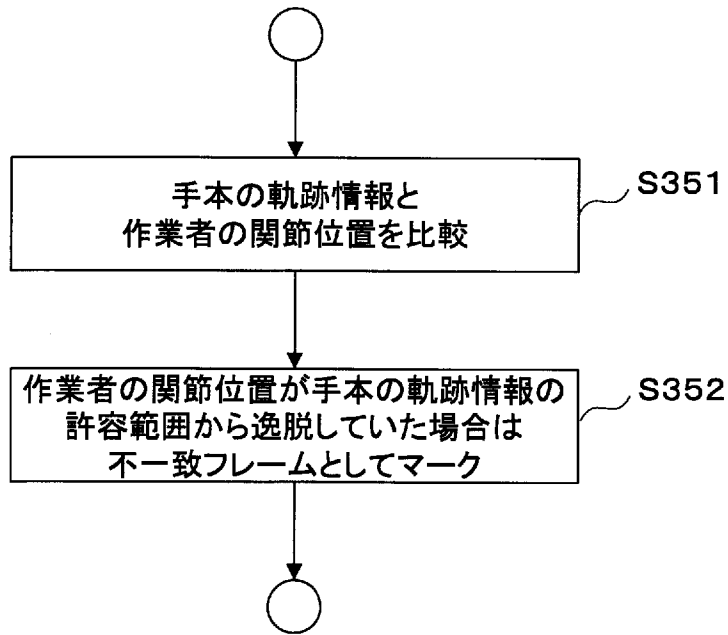 手本の軌跡情報と
作業者の関節位置を比較
S351
作業者の関節位置が手本の軌跡情報の
許容範囲から逸脱していた場合は
不一致フレームとしてマーク
S352